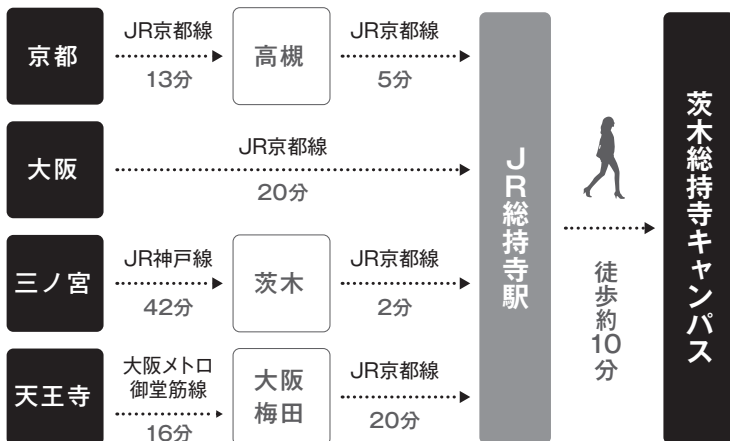 京都
JR京都線
13分
高槻
JR京都線
5分
大阪
JR京都線
20分
三ノ宮
JR神戸線
42分
茨木
JR京都線
2分
天王寺
大阪メトロ
御堂筋線
16分
大阪
梅田
JR京都線
20分
JR総持寺駅
徒歩約10分
茨木総持寺キャンパス